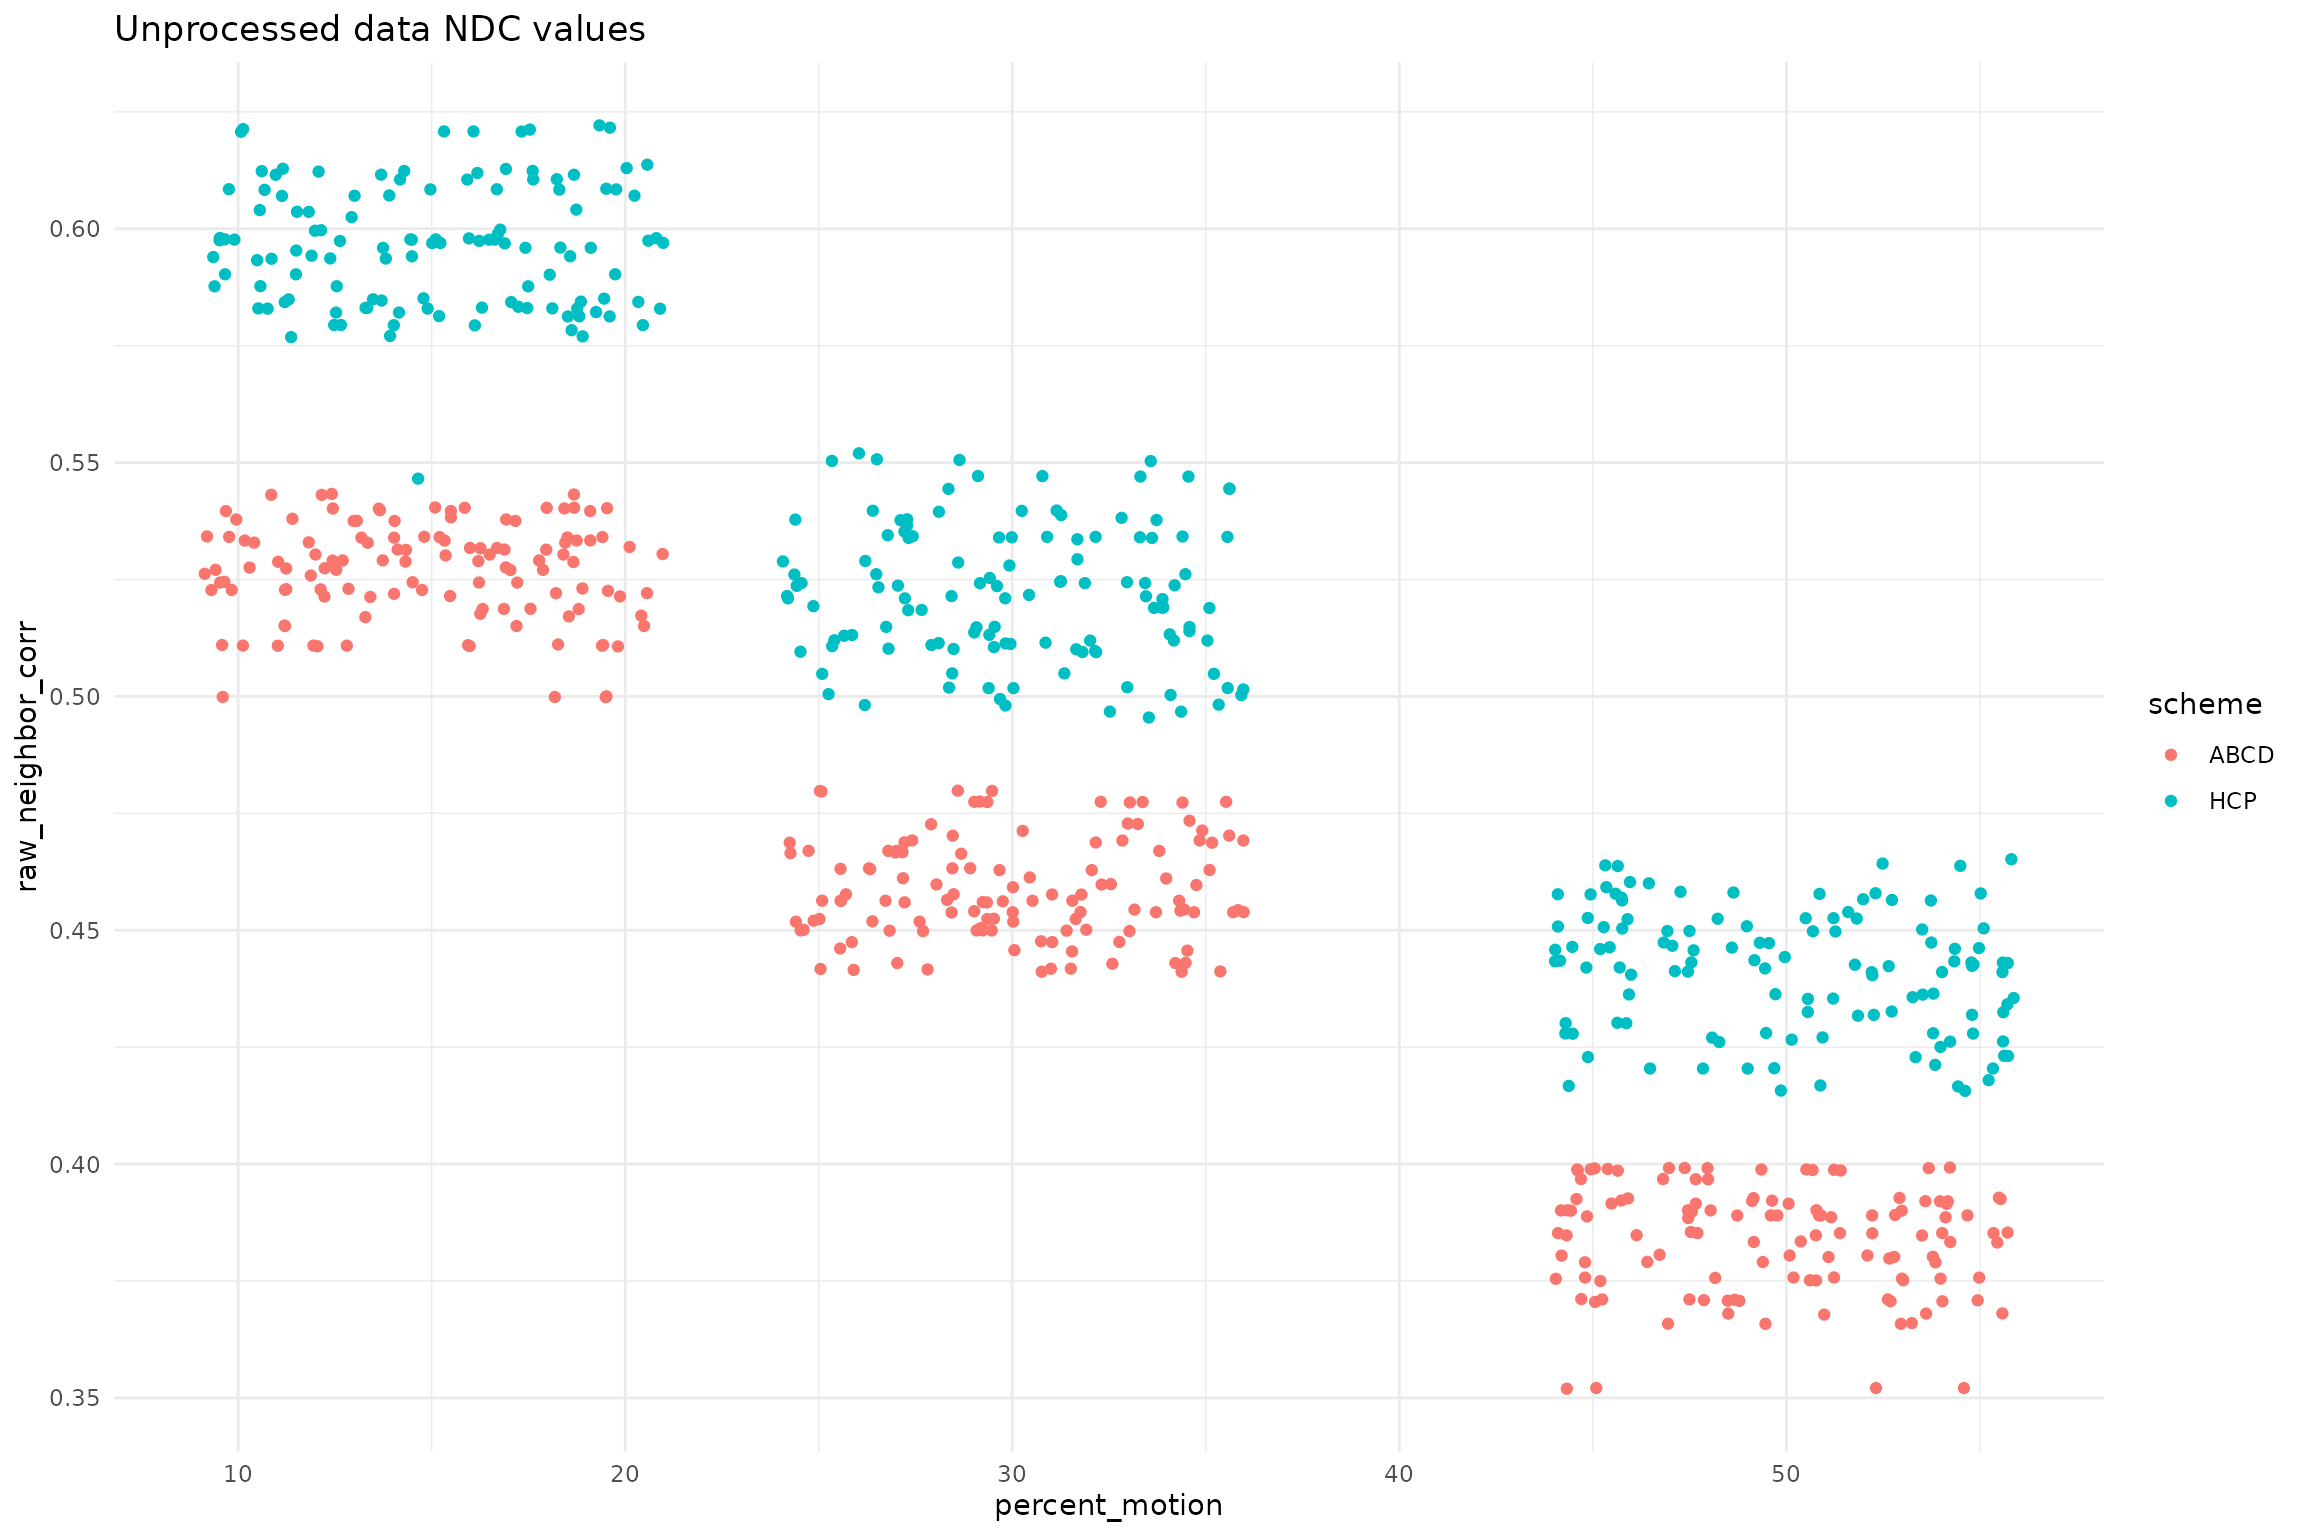 Unprocessed data NDC values
raw_neighbor_corr
0.60
0.55
0.50
0.45
0.40
0.35
10 20 30 40 50
percent_motion
scheme
ABCD
HCP